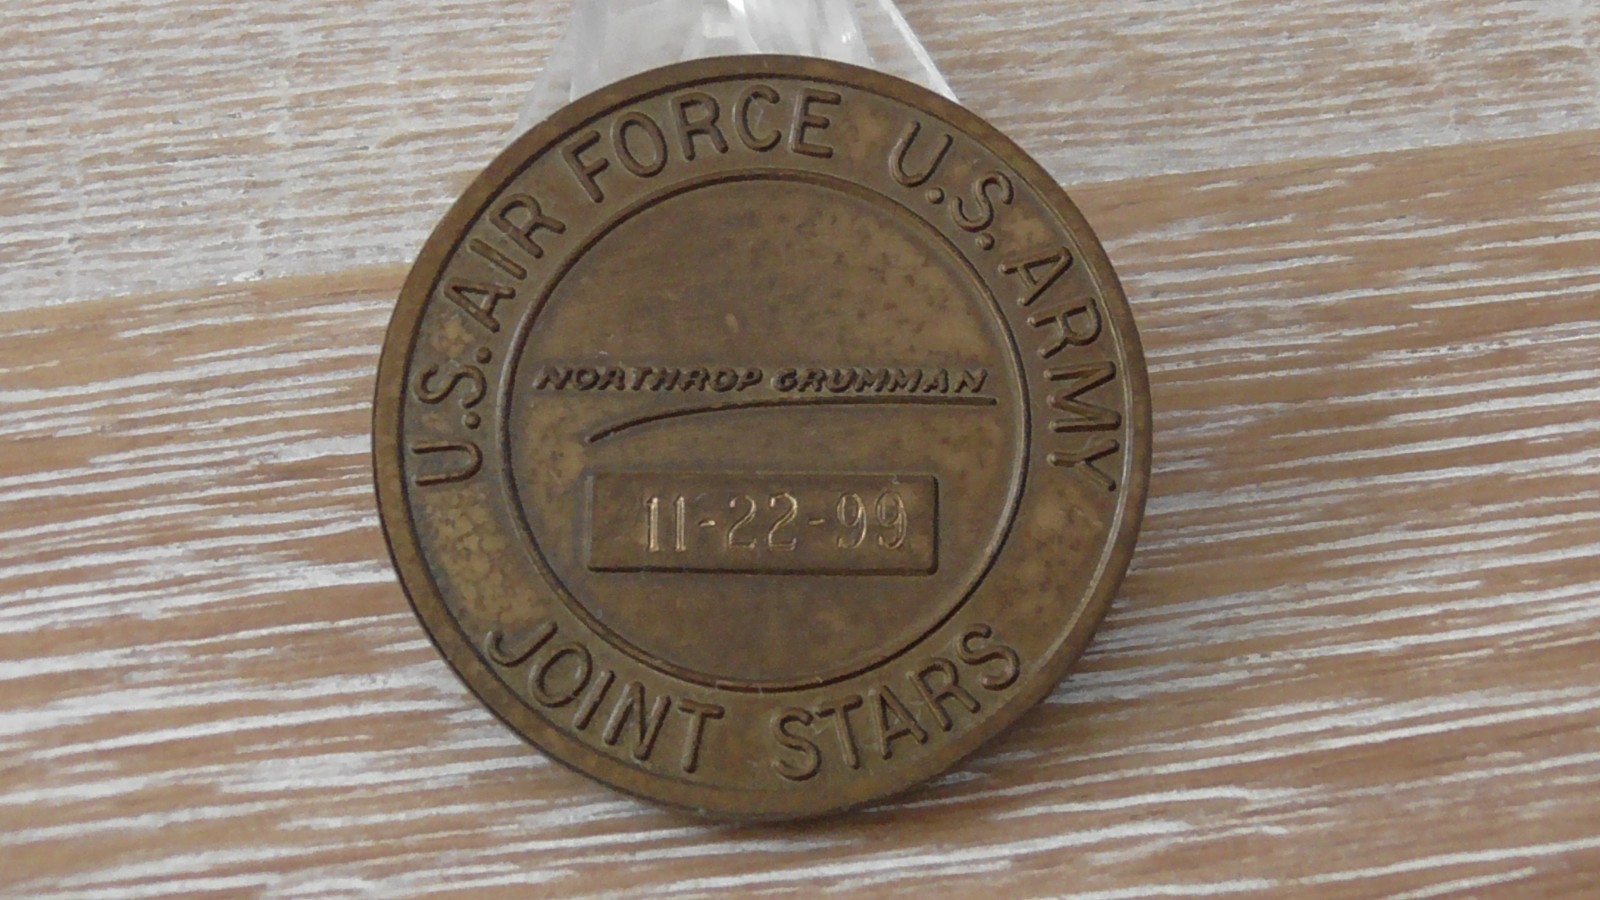 U.S. AIR FORCE U.S. ARMY
NORTHROP GRUMMAN
11-22-99
JOINT STARS